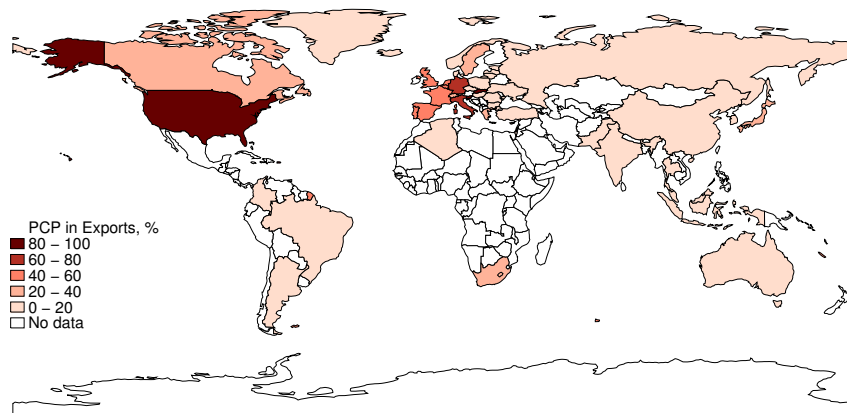 PCP in Exports, %
80 – 100
60 – 80
40 – 60
20 – 40
0 – 20
No data